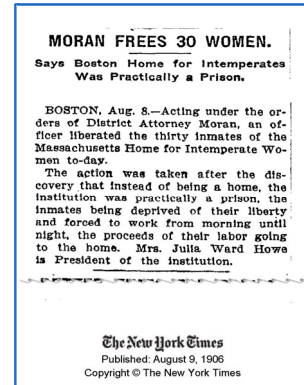 MORAN FREES 30 WOMEN.
Says Boston Home for Intemperates
Was Practically a Prison.
BOSTON, Aug. 8.—Acting under the or-
ders of District Attorney Moran, an of-
ficer liberated the thirty inmates of the
Massachusetts Home for Intemperate Wo-
men to-day.
The action was taken after the dis-
covery that instead of being a home, the
institution was practically a prison, the
inmates being deprived of their liberty
and forced to work from morning until
night, the proceeds of their labor going
to the home. Mrs. Julia Ward Howe
is President of the institution.
The New York Times
Published: August 9, 1906
Copyright © The New York Times